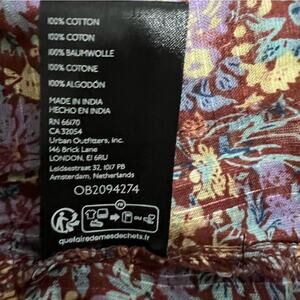 100% COTTON
100% COTON
100% BAUMWOLLE
100% COTONE
100% ALGODÓN
MADE IN INDIA
HECHO EN INDIA
RN 66170
CA 32054
Urban Outfitters, Inc.
146 Brick Lane
LONDON, E1 6RU
Leidsestraat 32, 1017 PB
Amsterdam, Netherlands
OB2094274
FR
OU
quefairedemesdechets.fr